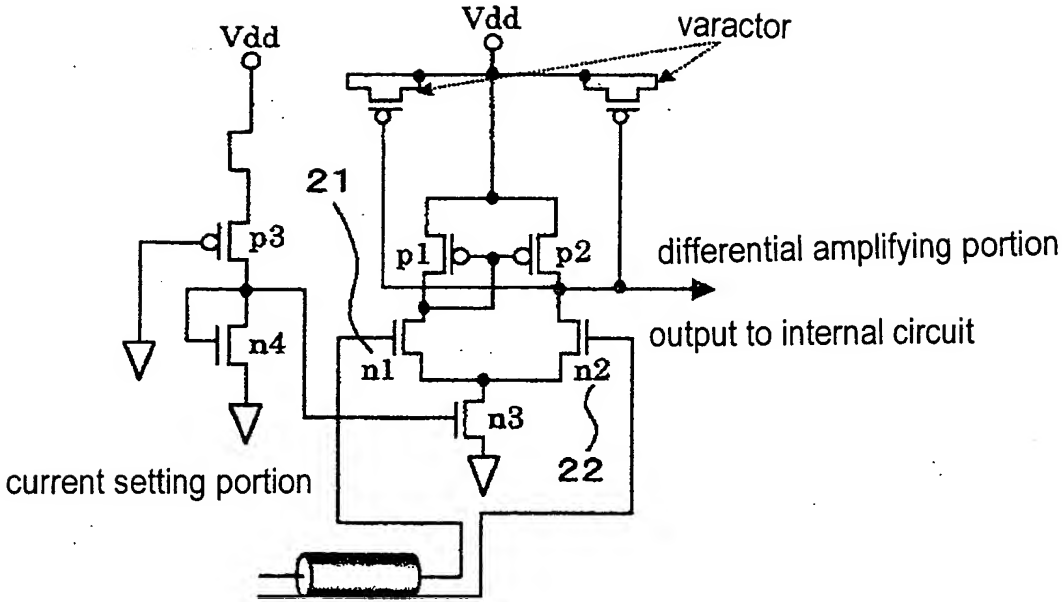 Vdd
varactor
Vdd
21
p3
p1
p2
differential amplifying portion
n4
n1
n2
output to internal circuit
n3
22
current setting portion